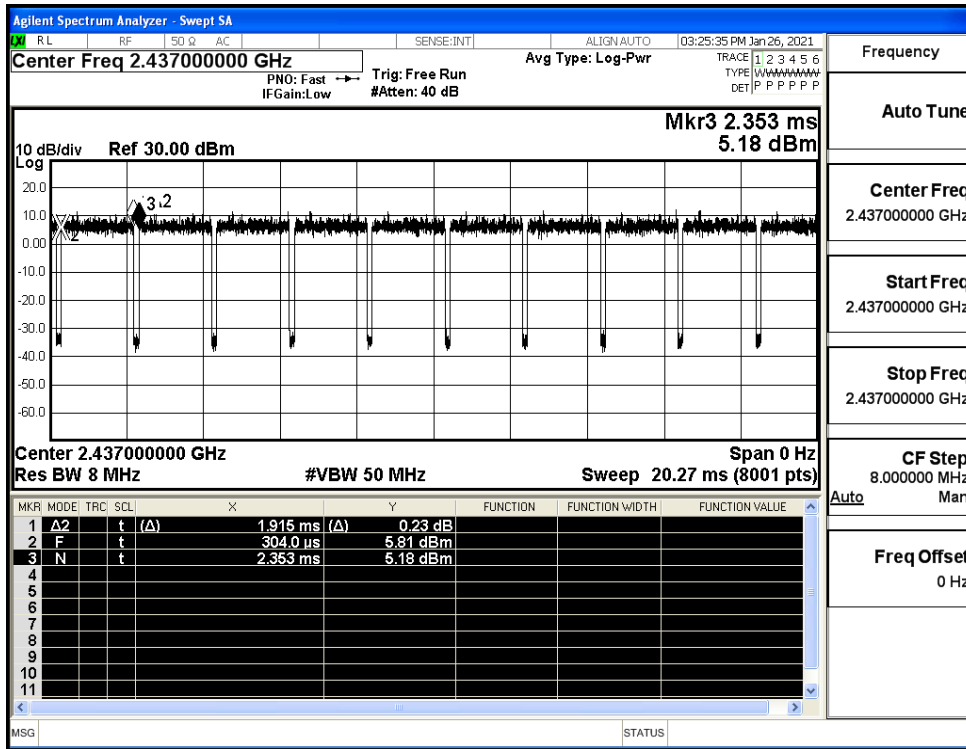 Agilent Spectrum Analyzer - Swept SA
LXI RL RF 50 Ω AC SENSE:INT ALIGN AUTO 03:25:35 PM Jan 26, 2021
Center Freq 2.437000000 GHz
PNO: Fast
IFGain:Low
Trig: Free Run
#Atten: 40 dB
Avg Type: Log-Pwr
TRACE 1 2 3 4 5 6
TYPE
DET P P P P P P
Mkr3 2.353 ms
5.18 dBm
10 dB/div Ref 30.00 dBm
Log
20.0
10.0
0.00
-10.0
-20.0
-30.0
-40.0
-50.0
-60.0
2
3
2
Center 2.437000000 GHz Span 0 Hz
Res BW 8 MHz #VBW 50 MHz Sweep 20.27 ms (8001 pts)
MKR MODE TRC SCL X Y FUNCTION FUNCTION WIDTH FUNCTION VALUE
1 Δ2 t (Δ) 1.915 ms (Δ) 0.23 dB
2 F t 304.0 µs 5.81 dBm
3 N t 2.353 ms 5.18 dBm
4
5
6
7
8
9
10
11
MSG STATUS
Frequency
Auto Tune
Center Freq
2.437000000 GHz
Start Freq
2.437000000 GHz
Stop Freq
2.437000000 GHz
CF Step
8.000000 MHz
Auto Man
Freq Offset
0 Hz